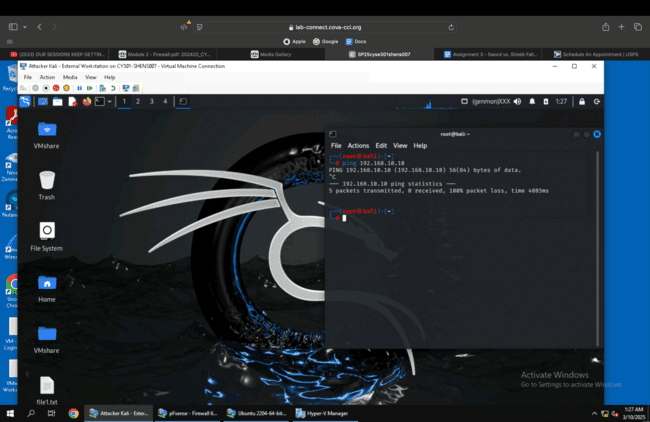 lab-connect.cova-cci.org
(2533) OUR SESSIONS KEEP GETTIN...
Module 2 - Firewall.pdf: 202420_CY...
Media Gallery
Assignment 3 - Sword vs. Shield-Fall...
Schedule An Appointment | USPS
Apple
Google
Docs
Attacker Kali - External Workstation on CY301-SHENS007 - Virtual Machine Connection
File Action Media View Help
1 2 3 4
(genmon)XXX
1:27
VMshare
Trash
File System
Home
VMshare
file1.txt
root@kali: ~
File Actions Edit View Help
(root@kali)-[~]
# ping 192.168.10.10
PING 192.168.10.10 (192.168.10.10) 56(84) bytes of data.
^C
--- 192.168.10.10 ping statistics ---
5 packets transmitted, 0 received, 100% packet loss, time 4085ms
(root@kali)-[~]
#
Activate Windows
Go to Settings to activate Windows.
Attacker Kali - Exter...
pfSense - Firewall 6...
Ubuntu 2204-64-bit...
Hyper-V Manager
1:27 AM
3/10/2025